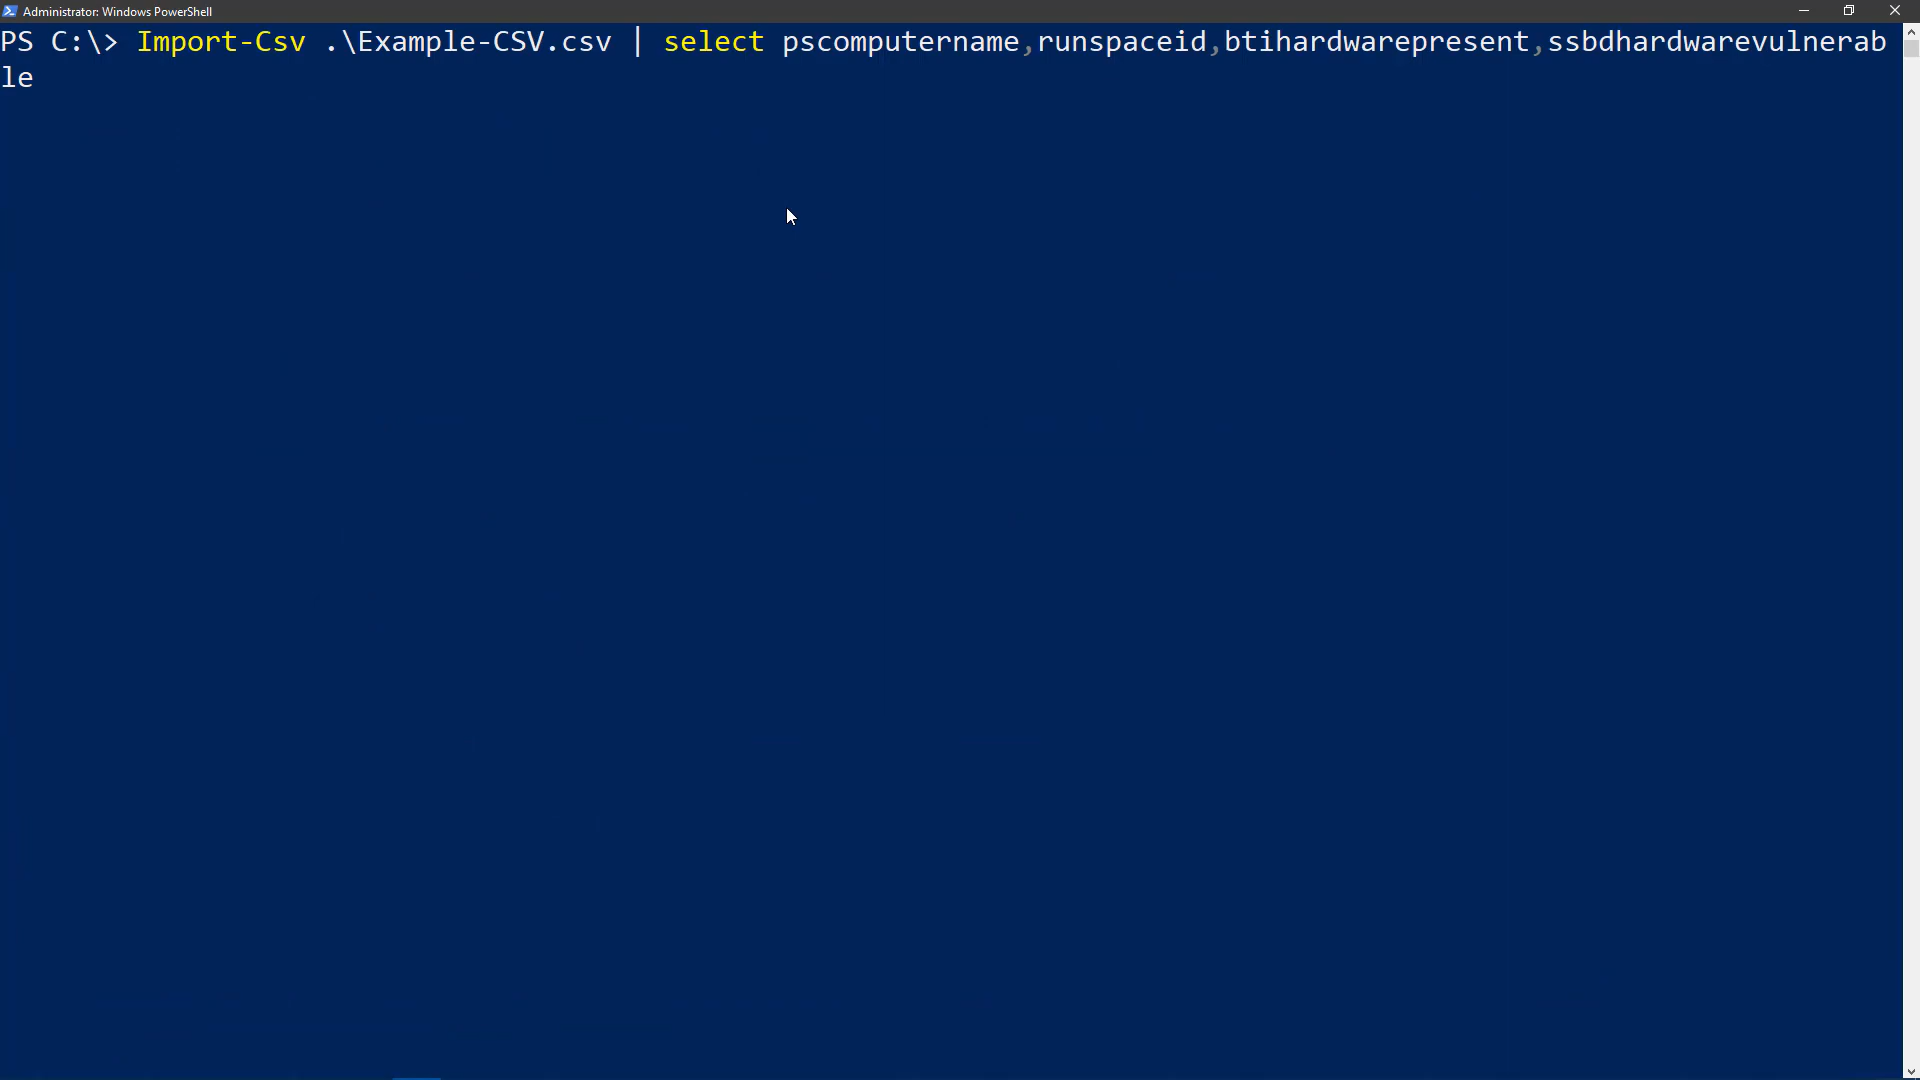 Administrator: Windows PowerShell
PS C:\> Import-Csv .\Example-CSV.csv | select pscomputername,runspaceid,btihardwarepresent,ssbdhardwarevulnerab
le